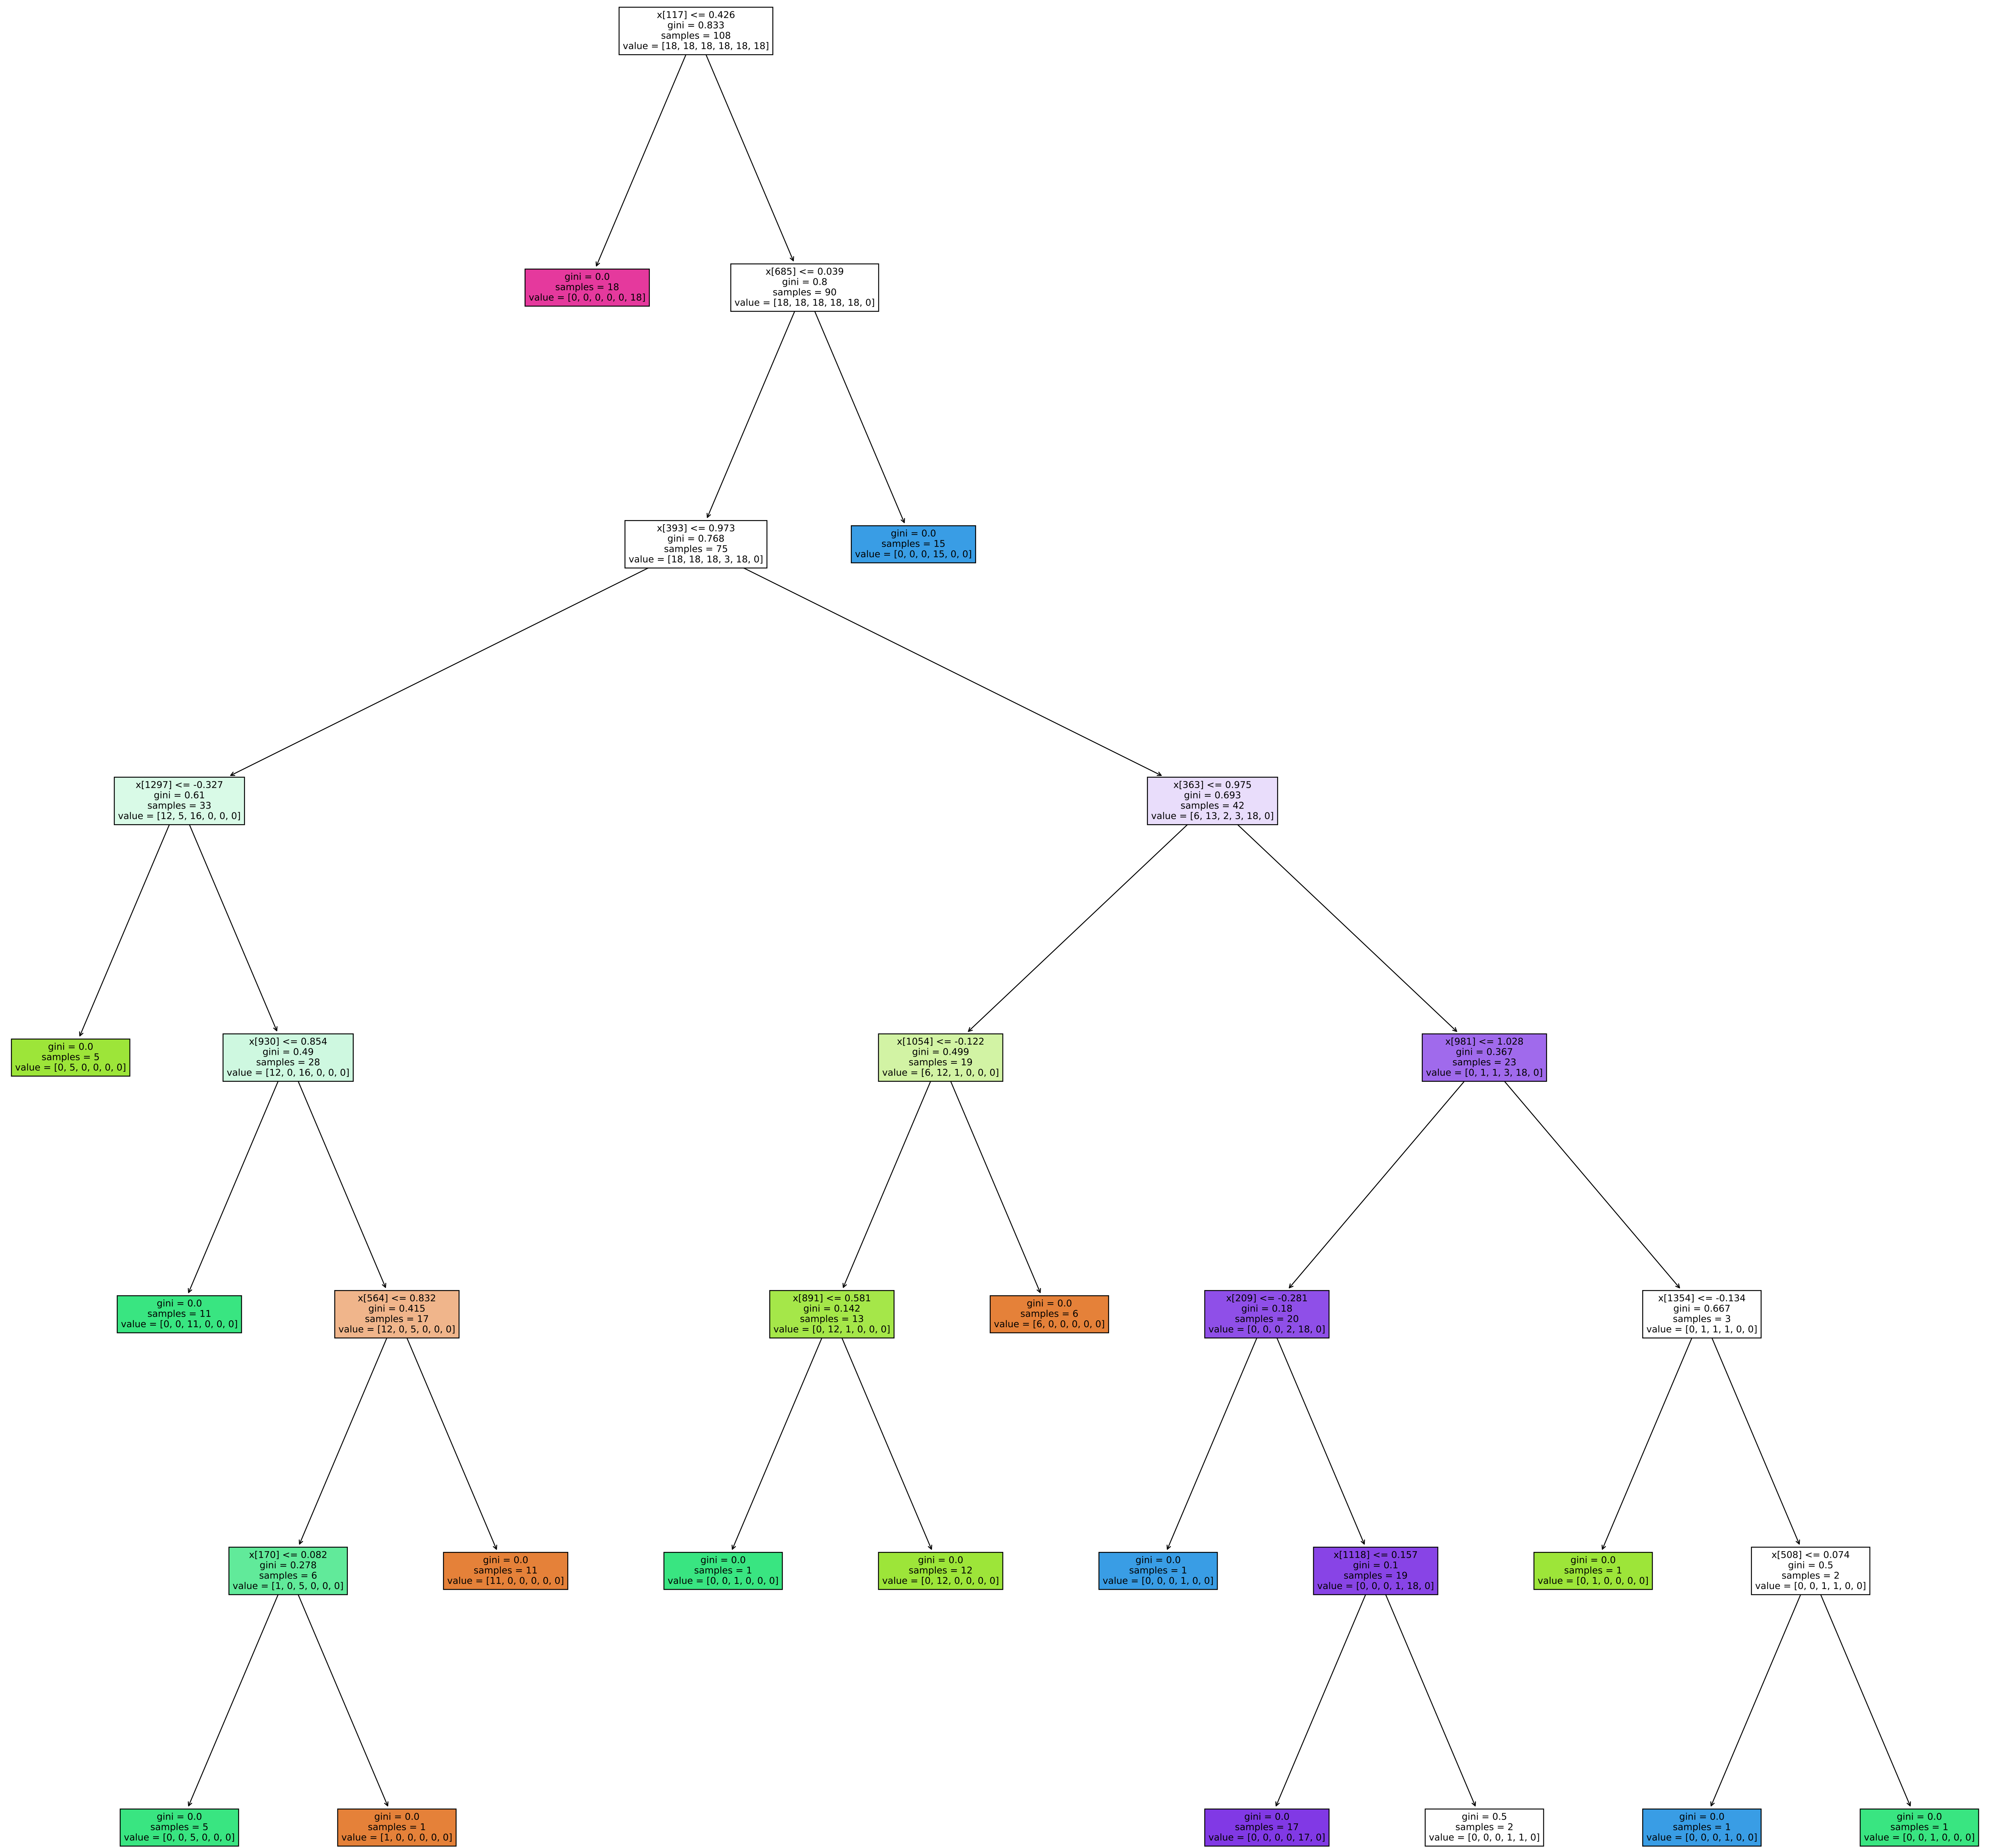 x[117] <= 0.426
gini = 0.833
samples = 108
value = [18, 18, 18, 18, 18, 18]
gini = 0.0
samples = 18
value = [0, 0, 0, 0, 0, 18]
x[685] <= 0.039
gini = 0.8
samples = 90
value = [18, 18, 18, 18, 18, 0]
x[393] <= 0.973
gini = 0.768
samples = 75
value = [18, 18, 18, 3, 18, 0]
gini = 0.0
samples = 15
value = [0, 0, 0, 15, 0, 0]
x[1297] <= -0.327
gini = 0.61
samples = 33
value = [12, 5, 16, 0, 0, 0]
x[363] <= 0.975
gini = 0.693
samples = 42
value = [6, 13, 2, 3, 18, 0]
gini = 0.0
samples = 5
value = [0, 5, 0, 0, 0, 0]
x[930] <= 0.854
gini = 0.49
samples = 28
value = [12, 0, 16, 0, 0, 0]
x[1054] <= -0.122
gini = 0.499
samples = 19
value = [6, 12, 1, 0, 0, 0]
x[981] <= 1.028
gini = 0.367
samples = 23
value = [0, 1, 1, 3, 18, 0]
gini = 0.0
samples = 11
value = [0, 0, 11, 0, 0, 0]
x[564] <= 0.832
gini = 0.415
samples = 17
value = [12, 0, 5, 0, 0, 0]
x[891] <= 0.581
gini = 0.142
samples = 13
value = [0, 12, 1, 0, 0, 0]
gini = 0.0
samples = 6
value = [6, 0, 0, 0, 0, 0]
x[209] <= -0.281
gini = 0.18
samples = 20
value = [0, 0, 0, 2, 18, 0]
x[1354] <= -0.134
gini = 0.667
samples = 3
value = [0, 1, 1, 1, 0, 0]
x[170] <= 0.082
gini = 0.278
samples = 6
value = [1, 0, 5, 0, 0, 0]
gini = 0.0
samples = 11
value = [11, 0, 0, 0, 0, 0]
gini = 0.0
samples = 1
value = [0, 0, 1, 0, 0, 0]
gini = 0.0
samples = 12
value = [0, 12, 0, 0, 0, 0]
gini = 0.0
samples = 1
value = [0, 0, 0, 1, 0, 0]
x[1118] <= 0.157
gini = 0.1
samples = 19
value = [0, 0, 0, 1, 18, 0]
gini = 0.0
samples = 1
value = [0, 1, 0, 0, 0, 0]
x[508] <= 0.074
gini = 0.5
samples = 2
value = [0, 0, 1, 1, 0, 0]
gini = 0.0
samples = 5
value = [0, 0, 5, 0, 0, 0]
gini = 0.0
samples = 1
value = [1, 0, 0, 0, 0, 0]
gini = 0.0
samples = 17
value = [0, 0, 0, 0, 17, 0]
gini = 0.5
samples = 2
value = [0, 0, 0, 1, 1, 0]
gini = 0.0
samples = 1
value = [0, 0, 0, 1, 0, 0]
gini = 0.0
samples = 1
value = [0, 0, 1, 0, 0, 0]